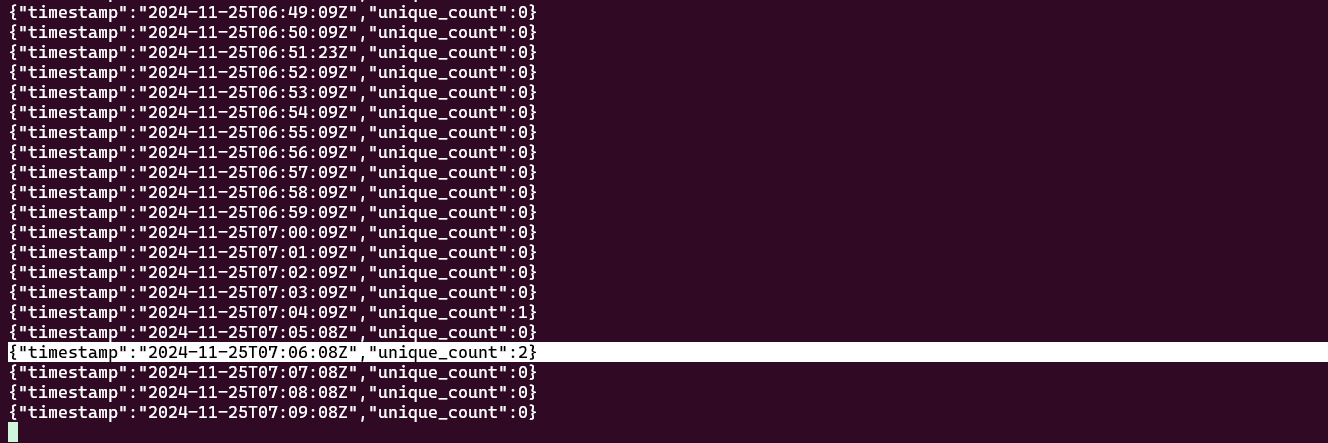 {"timestamp":"2024-11-25T06:49:09Z","unique_count":0}
{"timestamp":"2024-11-25T06:50:09Z","unique_count":0}
{"timestamp":"2024-11-25T06:51:23Z","unique_count":0}
{"timestamp":"2024-11-25T06:52:09Z","unique_count":0}
{"timestamp":"2024-11-25T06:53:09Z","unique_count":0}
{"timestamp":"2024-11-25T06:54:09Z","unique_count":0}
{"timestamp":"2024-11-25T06:55:09Z","unique_count":0}
{"timestamp":"2024-11-25T06:56:09Z","unique_count":0}
{"timestamp":"2024-11-25T06:57:09Z","unique_count":0}
{"timestamp":"2024-11-25T06:58:09Z","unique_count":0}
{"timestamp":"2024-11-25T06:59:09Z","unique_count":0}
{"timestamp":"2024-11-25T07:00:09Z","unique_count":0}
{"timestamp":"2024-11-25T07:01:09Z","unique_count":0}
{"timestamp":"2024-11-25T07:02:09Z","unique_count":0}
{"timestamp":"2024-11-25T07:03:09Z","unique_count":0}
{"timestamp":"2024-11-25T07:04:09Z","unique_count":1}
{"timestamp":"2024-11-25T07:05:08Z","unique_count":0}
{"timestamp":"2024-11-25T07:06:08Z","unique_count":2}
{"timestamp":"2024-11-25T07:07:08Z","unique_count":0}
{"timestamp":"2024-11-25T07:08:08Z","unique_count":0}
{"timestamp":"2024-11-25T07:09:08Z","unique_count":0}